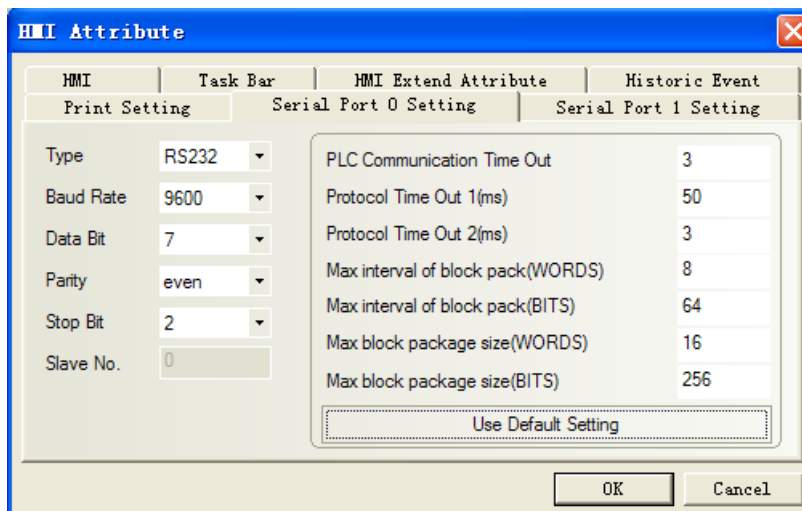 HMI Attribute
HMI Task Bar HMI Extend Attribute Historic Event
Print Setting Serial Port 0 Setting Serial Port 1 Setting
Type RS232 PLC Communication Time Out 3
Baud Rate 9600 Protocol Time Out 1(ms) 50
Data Bit 7 Protocol Time Out 2(ms) 3
Parity even Max interval of block pack(WORDS) 8
Stop Bit 2 Max interval of block pack(BITS) 64
Slave No. 0 Max block package size(WORDS) 16
Max block package size(BITS) 256
Use Default Setting
OK Cancel